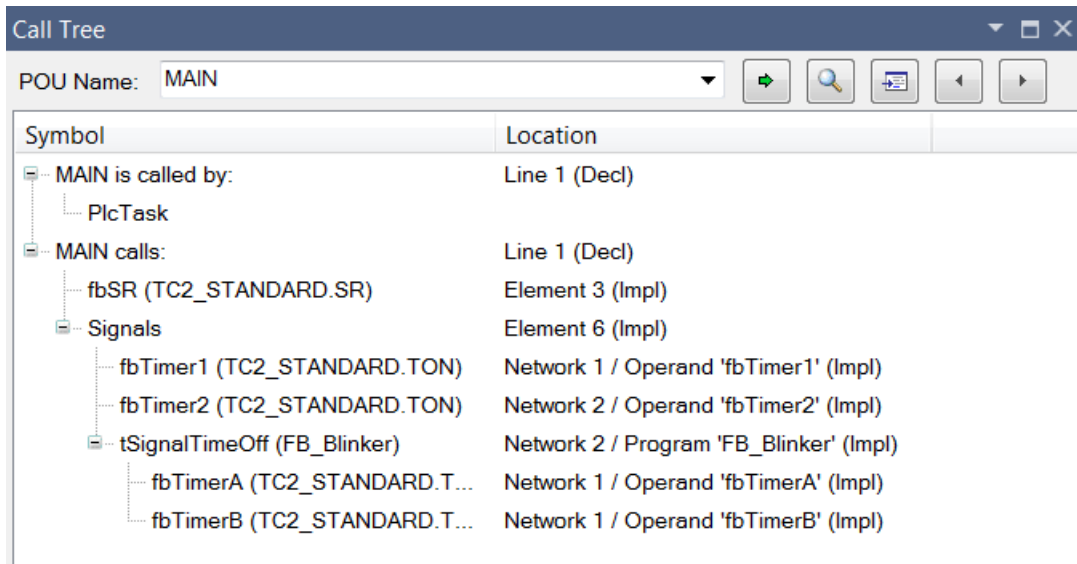 Call Tree
POU Name: MAIN
Symbol Location
MAIN is called by: Line 1 (Decl)
PlcTask
MAIN calls: Line 1 (Decl)
fbSR (TC2_STANDARD.SR) Element 3 (Impl)
Signals Element 6 (Impl)
fbTimer1 (TC2_STANDARD.TON) Network 1 / Operand 'fbTimer1' (Impl)
fbTimer2 (TC2_STANDARD.TON) Network 2 / Operand 'fbTimer2' (Impl)
tSignalTimeOff (FB_Blinker) Network 2 / Program 'FB_Blinker' (Impl)
fbTimerA (TC2_STANDARD.T... Network 1 / Operand 'fbTimerA' (Impl)
fbTimerB (TC2_STANDARD.T... Network 1 / Operand 'fbTimerB' (Impl)